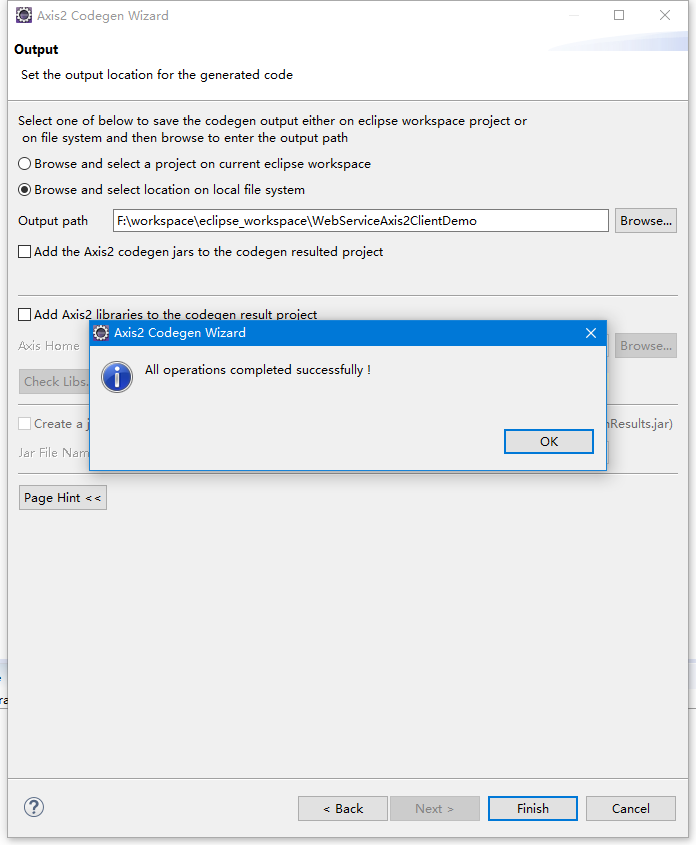 Axis2 Codegen Wizard
Output
Set the output location for the generated code
Select one of below to save the codegen output either on eclipse workspace project or
on file system and then browse to enter the output path
Browse and select a project on current eclipse workspace
Browse and select location on local file system
Output path F:\workspace\eclipse_workspace\WebServiceAxis2ClientDemo Browse...
Add the Axis2 codegen jars to the codegen resulted project
Add Axis2 libraries to the codegen result project
Axis2 Codegen Wizard
Axis Home Browse...
All operations completed successfully !
Check Libs.
Create a j nResults.jar)
OK
Jar File Nam
Page Hint <<
< Back Next > Finish Cancel